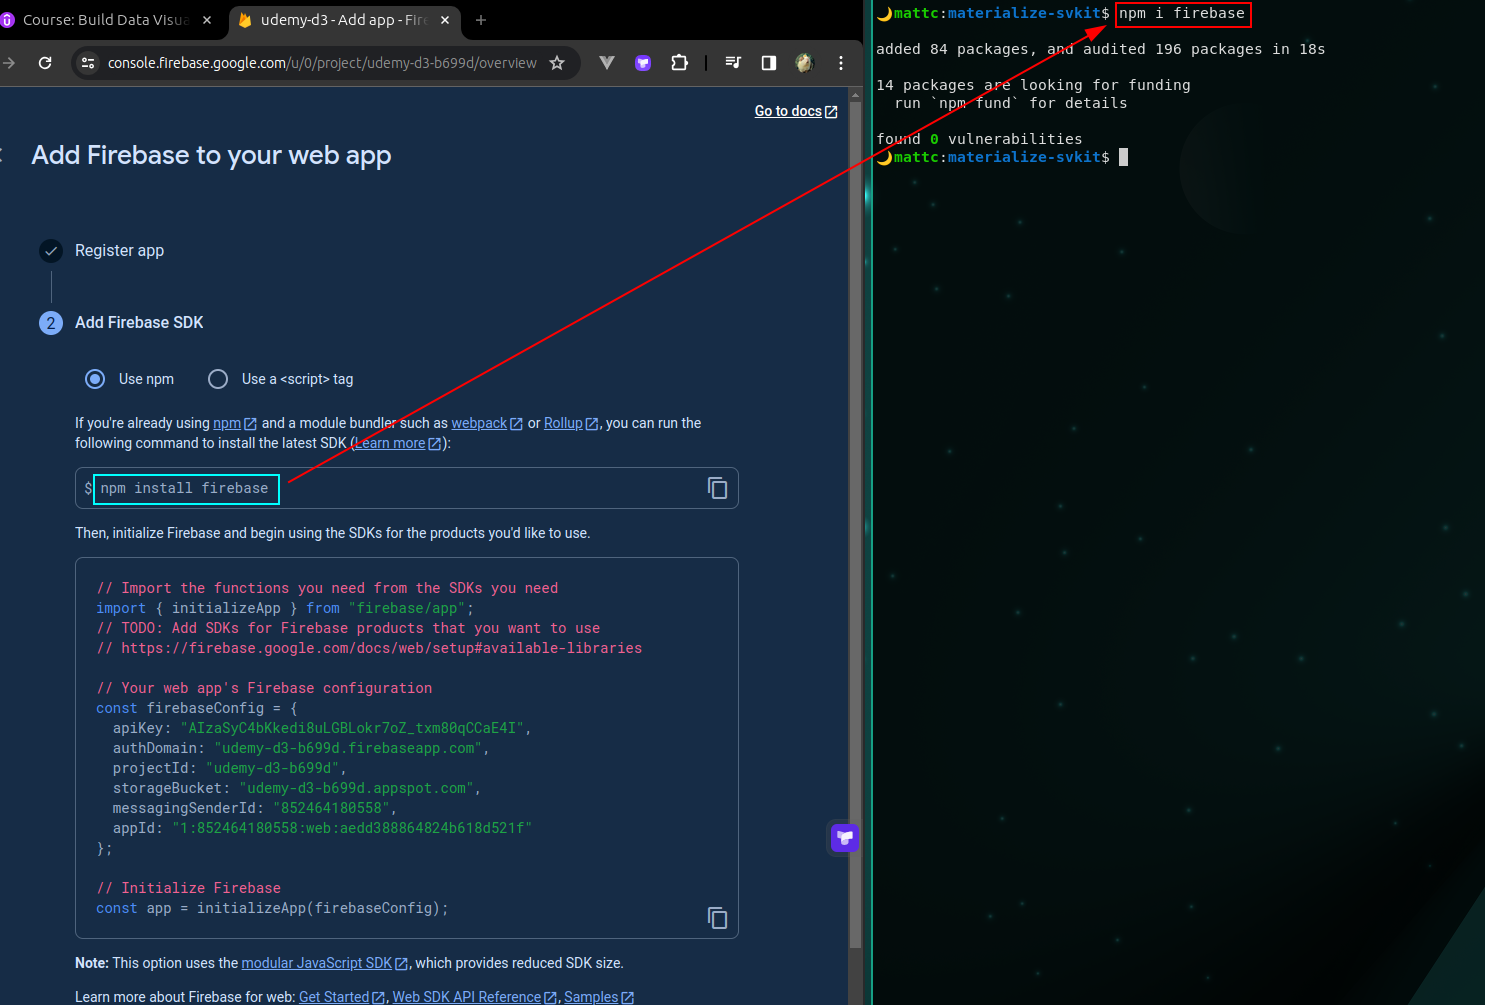 Course: Build Data Visua
udemy-d3 - Add app - Fire
console.firebase.google.com/u/0/project/udemy-d3-b699d/overview
Go to docs
Add Firebase to your web app
Register app
2 Add Firebase SDK
Use npm Use a <script> tag
If you're already using npm and a module bundler such as webpack or Rollup, you can run the
following command to install the latest SDK (Learn more):
$ npm install firebase
Then, initialize Firebase and begin using the SDKs for the products you'd like to use.
// Import the functions you need from the SDKs you need
import { initializeApp } from "firebase/app";
// TODO: Add SDKs for Firebase products that you want to use
// https://firebase.google.com/docs/web/setup#available-libraries
// Your web app's Firebase configuration
const firebaseConfig = {
apiKey: "AIzaSyC4bKkedi8uLGBLokr7oZ_txm80qCCaE4I",
authDomain: "udemy-d3-b699d.firebaseapp.com",
projectId: "udemy-d3-b699d",
storageBucket: "udemy-d3-b699d.appspot.com",
messagingSenderId: "852464180558",
appId: "1:852464180558:web:aedd388864824b618d521f"
};
// Initialize Firebase
const app = initializeApp(firebaseConfig);
Note: This option uses the modular JavaScript SDK, which provides reduced SDK size.
Learn more about Firebase for web: Get Started, Web SDK API Reference, Samples
mattc:materialize-svkit$ npm i firebase
added 84 packages, and audited 196 packages in 18s
14 packages are looking for funding
run `npm fund` for details
found 0 vulnerabilities
mattc:materialize-svkit$